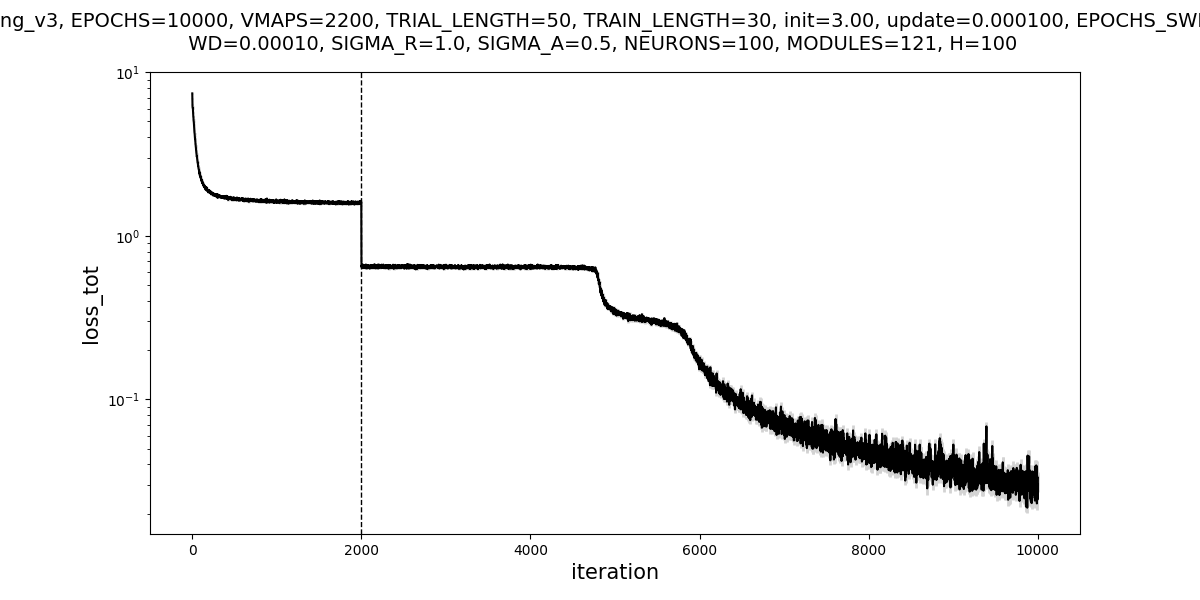 ng_v3, EPOCHS=10000, VMAPS=2200, TRIAL_LENGTH=50, TRAIN_LENGTH=30, init=3.00, update=0.000100, EPOCHS_SW
WD=0.00010, SIGMA_R=1.0, SIGMA_A=0.5, NEURONS=100, MODULES=121, H=100
10¹
10⁰
10⁻¹
loss_tot
0 2000 4000 6000 8000 10000
iteration